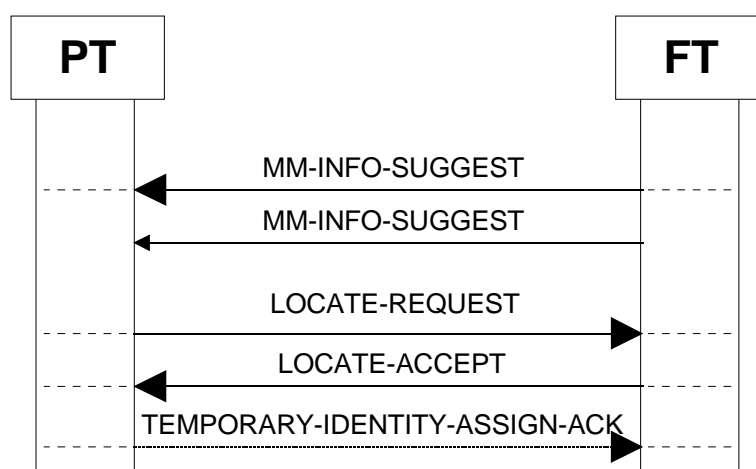 PT
FT
MM-INFO-SUGGEST
MM-INFO-SUGGEST
LOCATE-REQUEST
LOCATE-ACCEPT
TEMPORARY-IDENTITY-ASSIGN-ACK